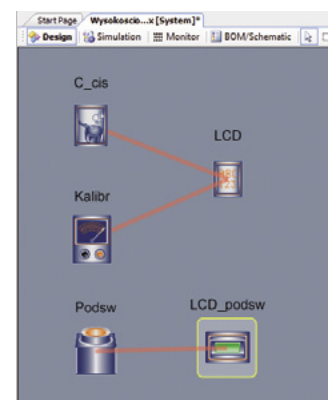 Start Page Wysokoscio...x [System]*
Design Simulation Monitor BOM/Schematic
C_cis
LCD
Kalibr
Podsw LCD_podsw